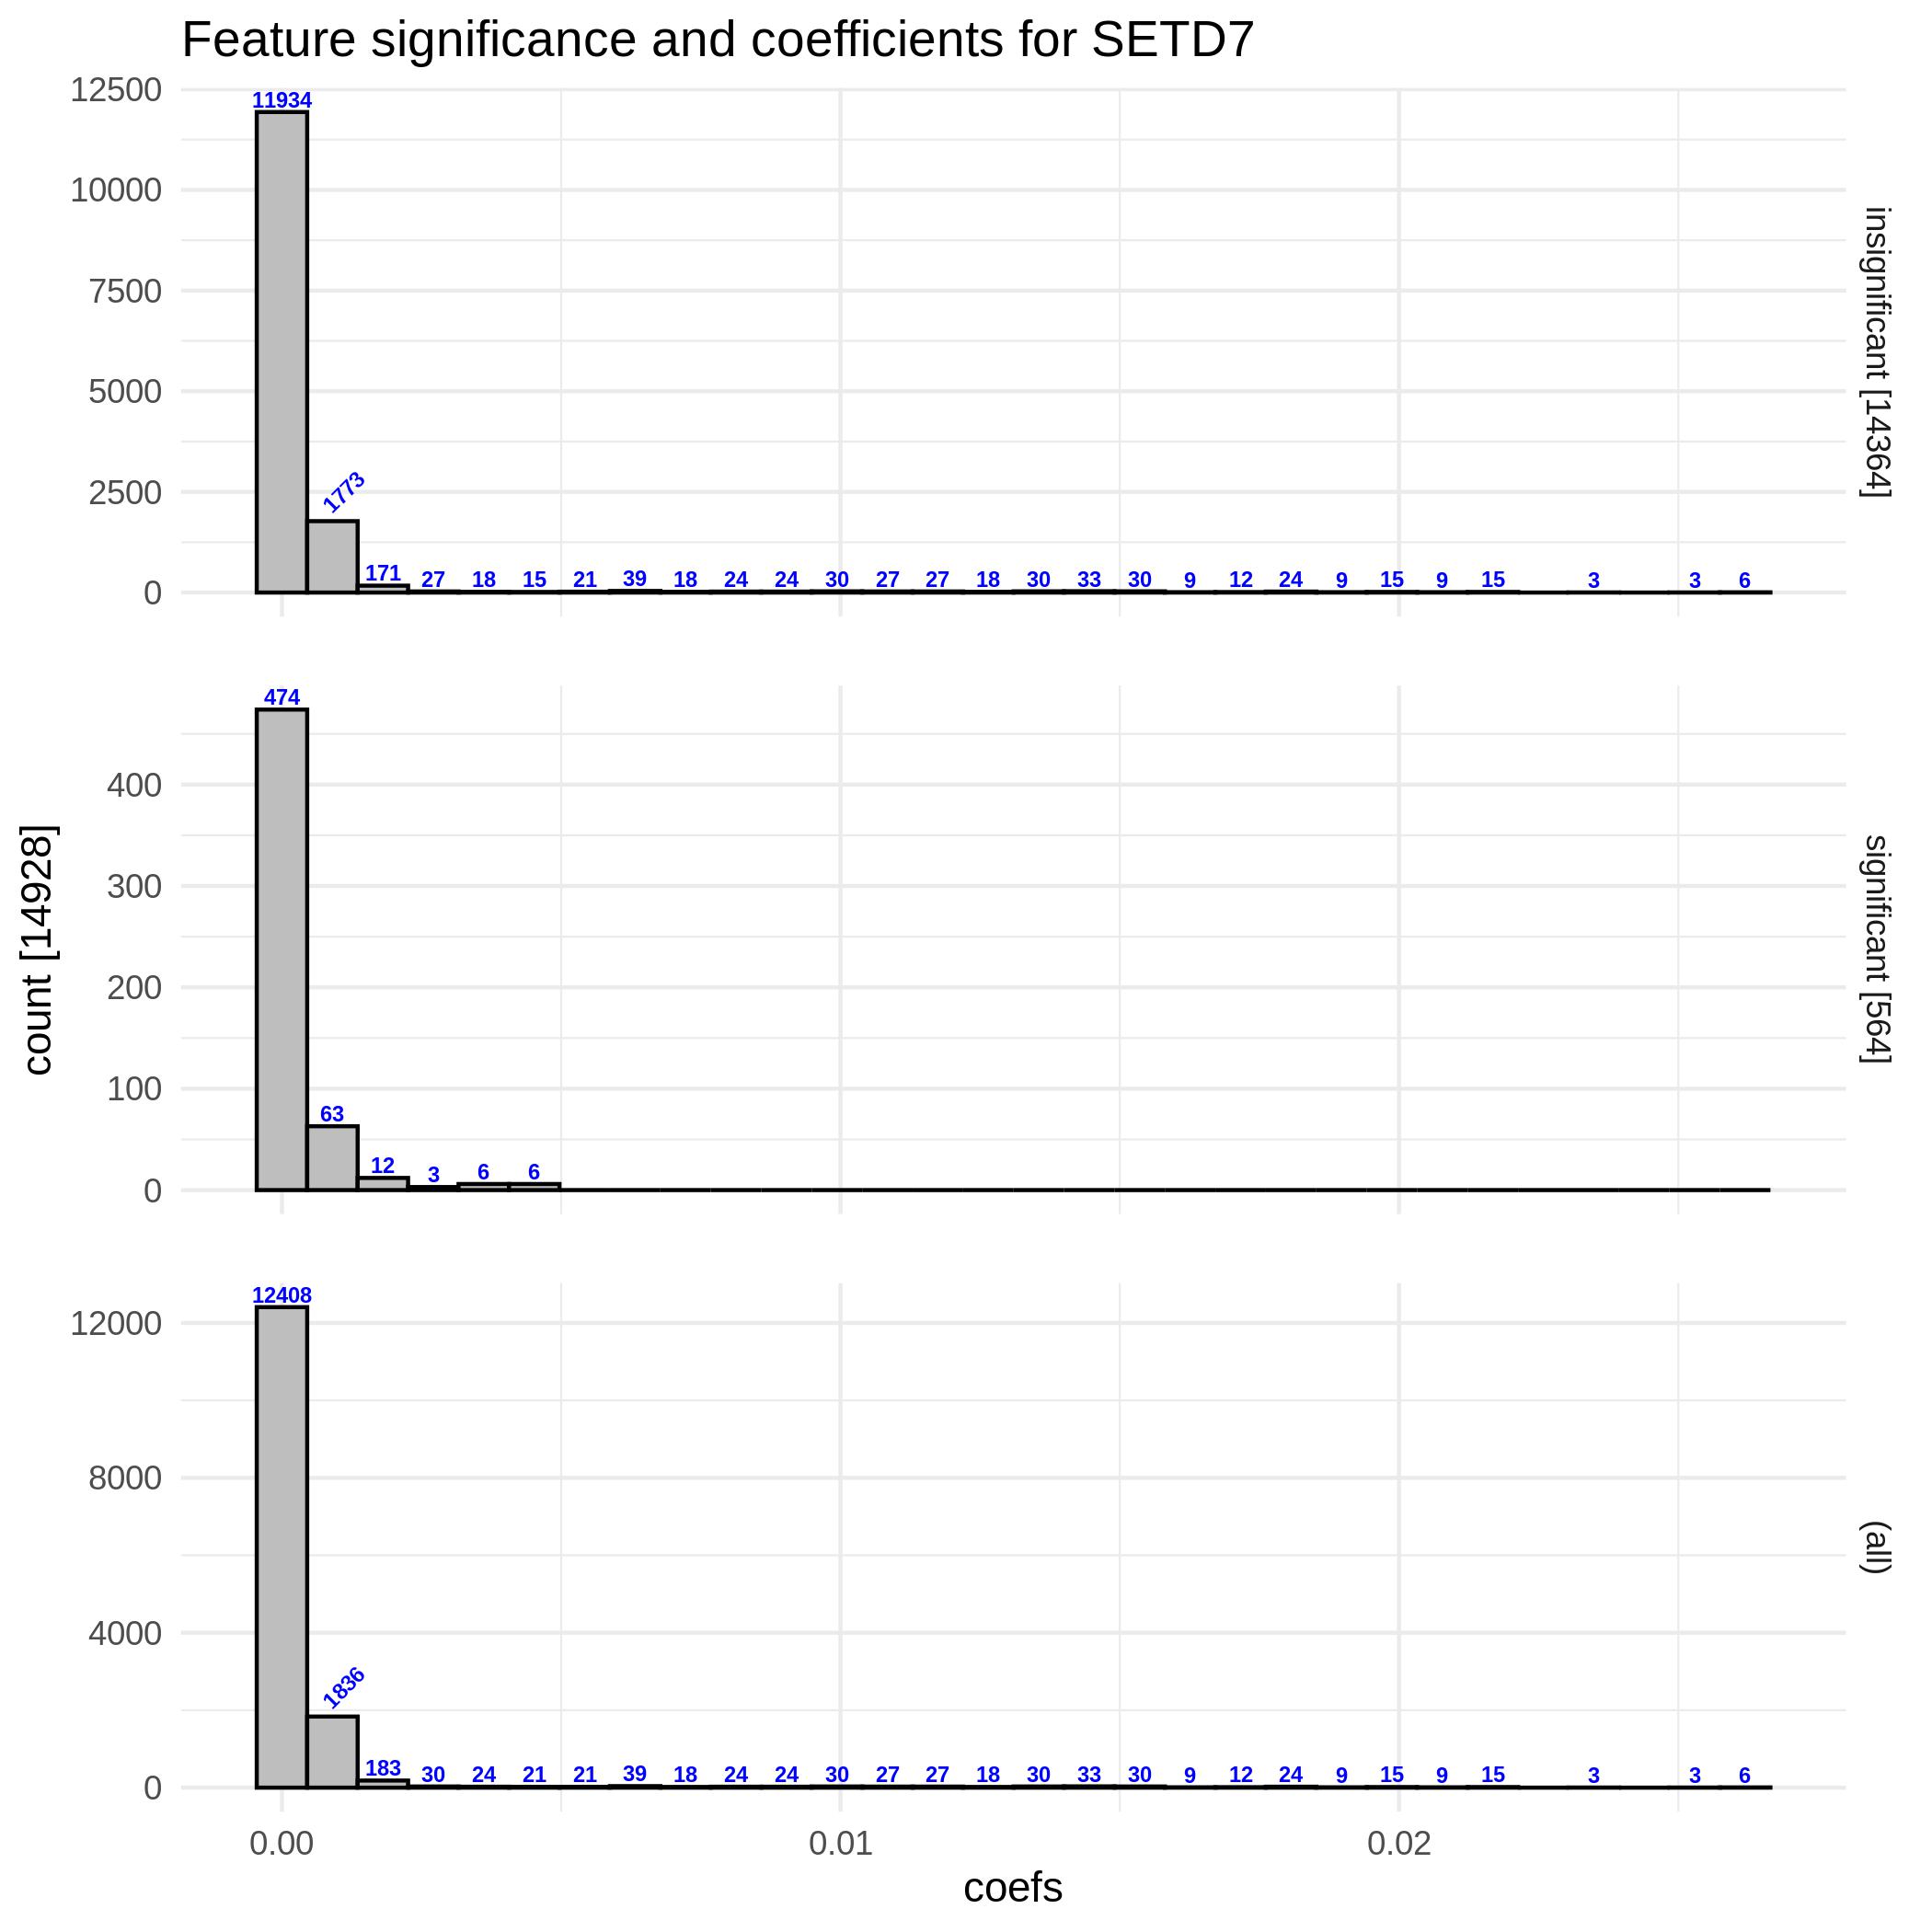 Feature significance and coefficients for SETD7
12500
10000
7500
5000
2500
0
11934
1773
171 27 18 15 21 39 18 24 24 30 27 27 18 30 33 30 9 12 24 9 15 9 15 3 3 6
insignificant [14364]
count [14928]
400
300
200
100
0
474
63
12 3 6 6
significant [564]
12000
8000
4000
0
12408
1836
183 30 24 21 21 39 18 24 24 30 27 27 18 30 33 30 9 12 24 9 15 9 15 3 3 6
(all)
0.00 0.01 0.02
coefs